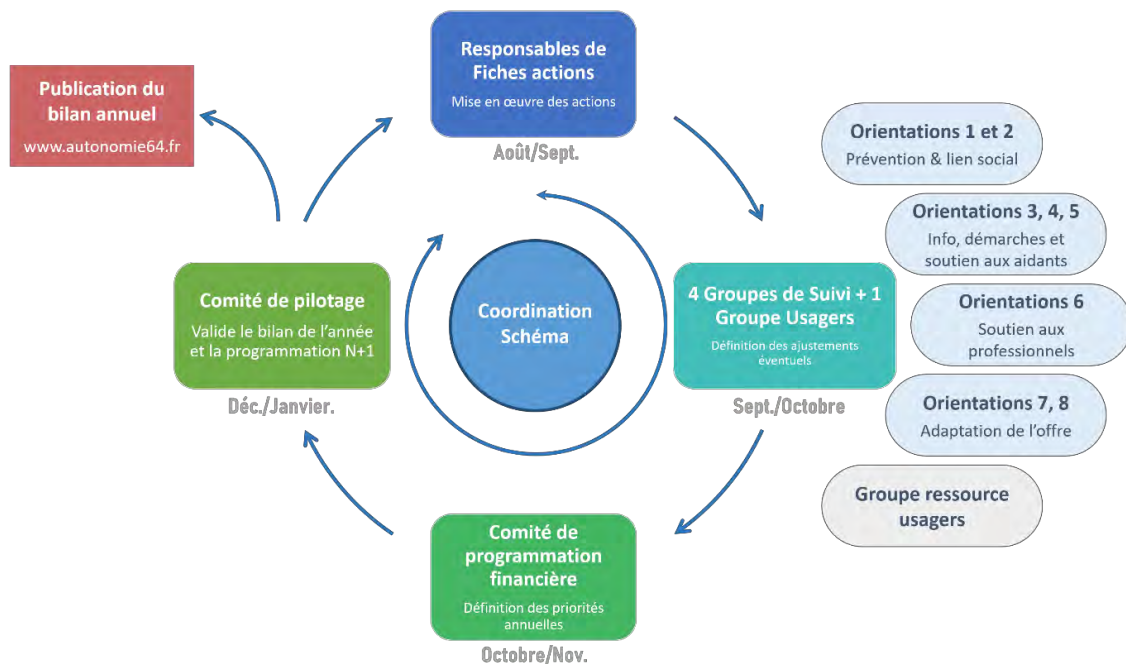 Responsables de
Fiches actions
Mise en œuvre des actions
Août/Sept.
Publication du
bilan annuel
www.autonomie64.fr
Orientations 1 et 2
Prévention & lien social
Orientations 3, 4, 5
Info, démarches et
soutien aux aidants
Comité de pilotage
Valide le bilan de l’année
et la programmation N+1
Déc./Janvier.
Coordination
Schéma
4 Groupes de Suivi + 1
Groupe Usagers
Définition des ajustements
éventuels
Sept./Octobre
Orientations 6
Soutien aux
professionnels
Orientations 7, 8
Adaptation de l’offre
Groupe ressource
usagers
Comité de
programmation
financière
Définition des priorités
annuelles
Octobre/Nov.